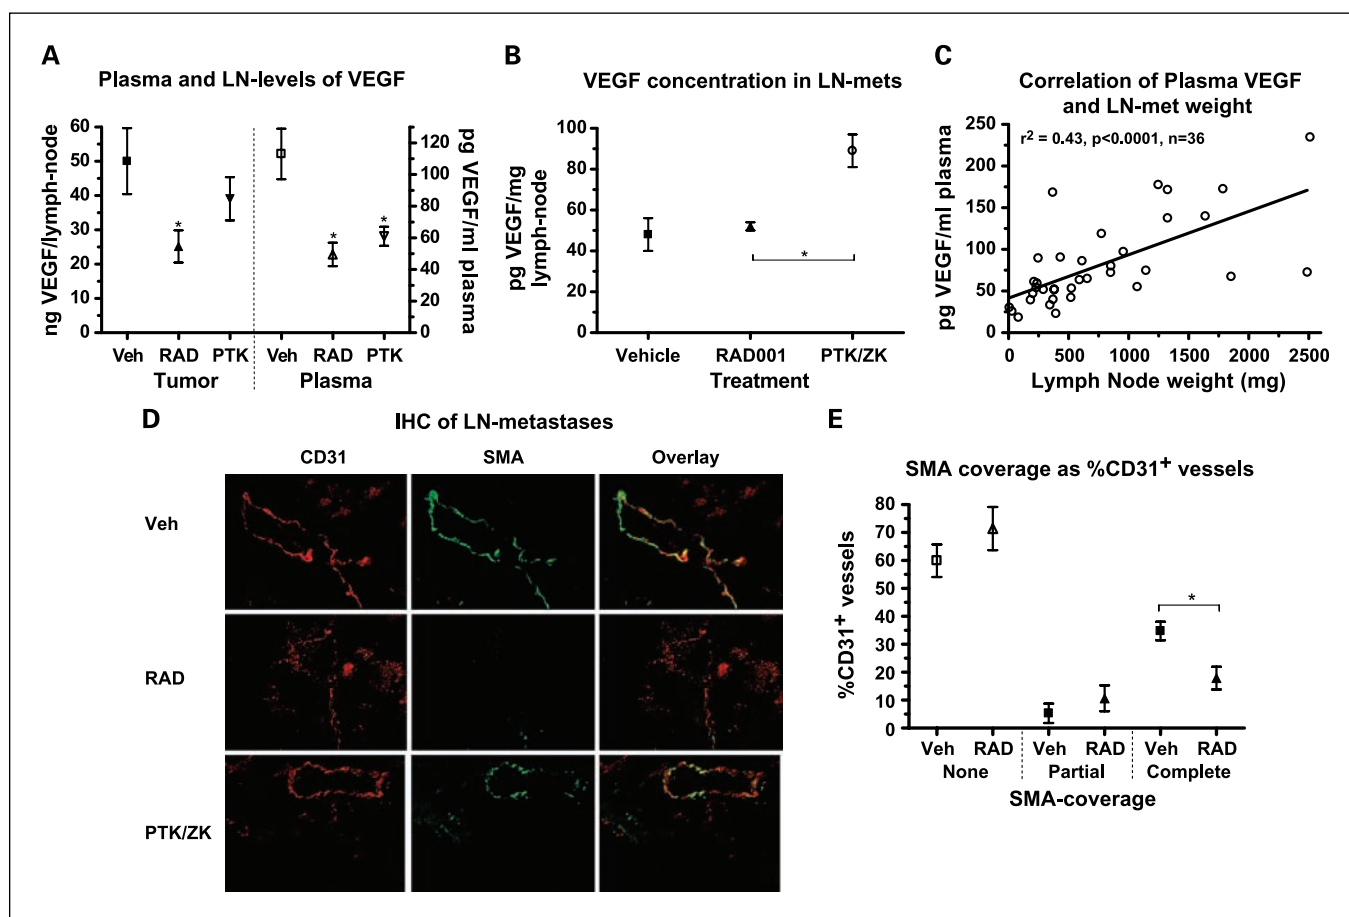 A
Plasma and LN-levels of VEGF
ng VEGF/lymph-node
60
50
40
30
20
10
0
*
*
*
120
100
80
60
40
20
0
pg VEGF/ml plasma
Veh RAD PTK Veh RAD PTK
Tumor Plasma
B
VEGF concentration in LN-mets
pg VEGF/mg
lymph-node
100
80
60
40
20
0
*
Vehicle RAD001 PTK/ZK
Treatment
C
Correlation of Plasma VEGF
and LN-met weight
r² = 0.43, p<0.0001, n=36
pg VEGF/ml plasma
250
200
150
100
50
0
0 500 1000 1500 2000 2500
Lymph Node weight (mg)
D
IHC of LN-metastases
CD31 SMA Overlay
Veh
RAD
PTK/ZK
E
SMA coverage as %CD31⁺ vessels
%CD31⁺ vessels
80
70
60
50
40
30
20
10
0
*
Veh RAD Veh RAD Veh RAD
None Partial Complete
SMA-coverage